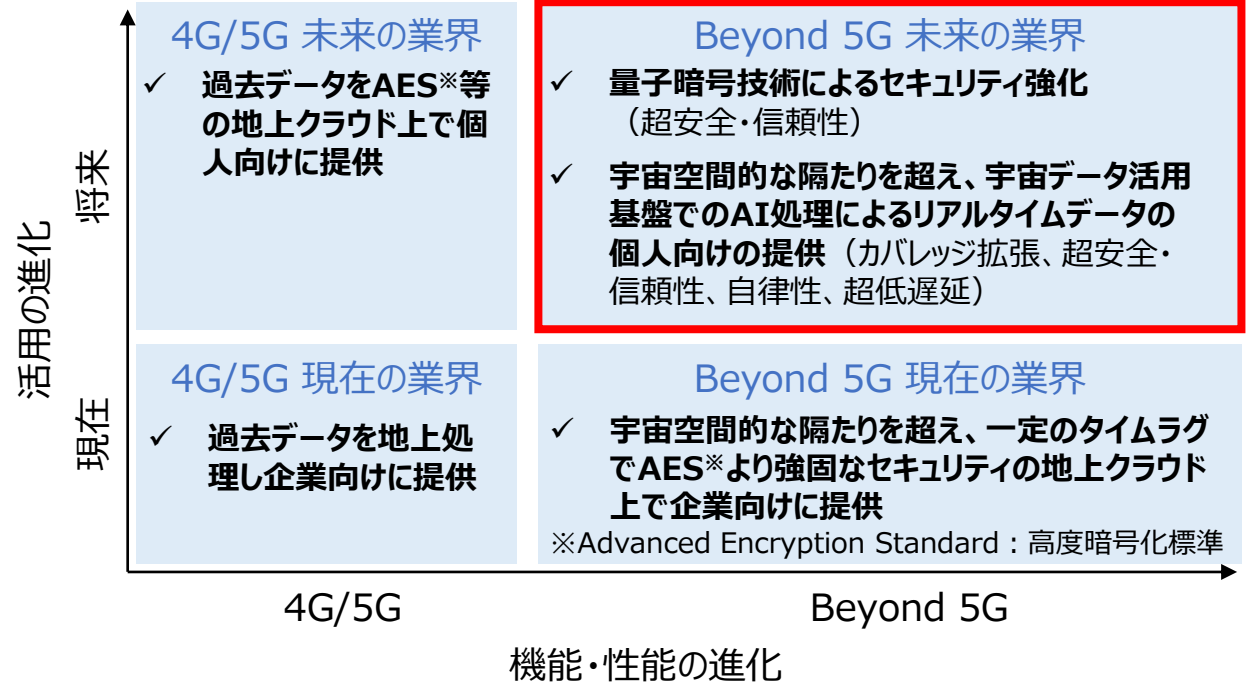 4G/5G 未来の業界
✓ 過去データをAES※等
の地上クラウド上で個
人向けに提供
Beyond 5G 未来の業界
✓ 量子暗号技術によるセキュリティ強化
（超安全・信頼性）
✓ 宇宙空間的な隔たりを超え、宇宙データ活用
基盤でのAI処理によるリアルタイムデータの
個人向けの提供（カバレッジ拡張、超安全・
信頼性、自律性、超低遅延）
4G/5G 現在の業界
✓ 過去データを地上処
理し企業向けに提供
Beyond 5G 現在の業界
✓ 宇宙空間的な隔たりを超え、一定のタイムラグ
でAES※より強固なセキュリティの地上クラウド
上で企業向けに提供
※Advanced Encryption Standard：高度暗号化標準
活用の進化
将来
現在
4G/5G
Beyond 5G
機能・性能の進化